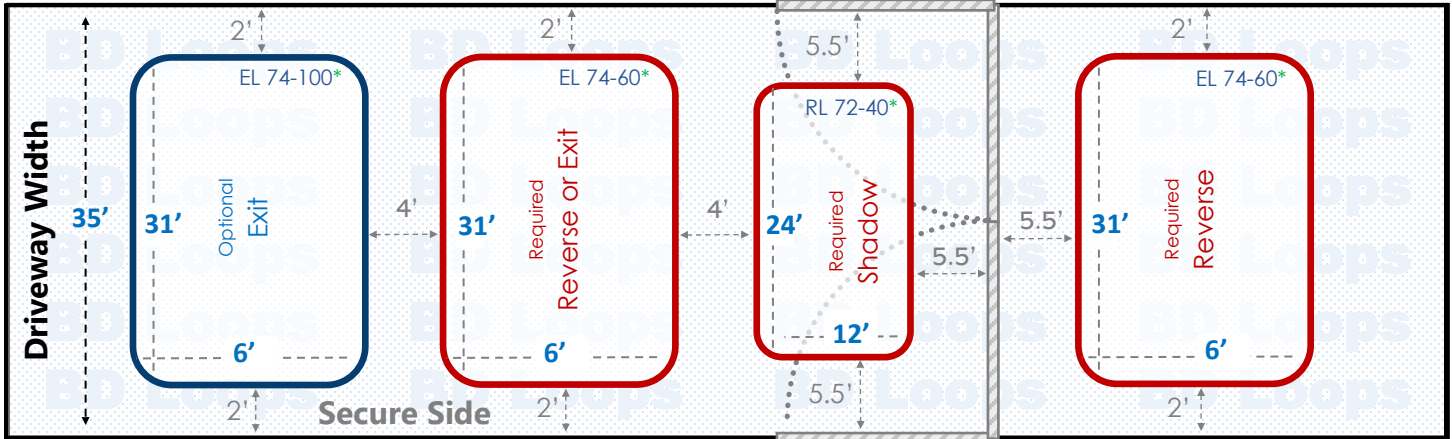 Driveway Width
35'
2'
EL 74-100*
31'
Optional
Exit
6'
2'
4'
2'
EL 74-60*
31'
Required
Reverse or Exit
6'
2'
4'
5.5'
RL 72-40*
24'
Required
Shadow
12'
5.5'
5.5'
5.5'
2'
EL 74-60*
31'
Required
Reverse
6'
2'
Secure Side
BD Loops